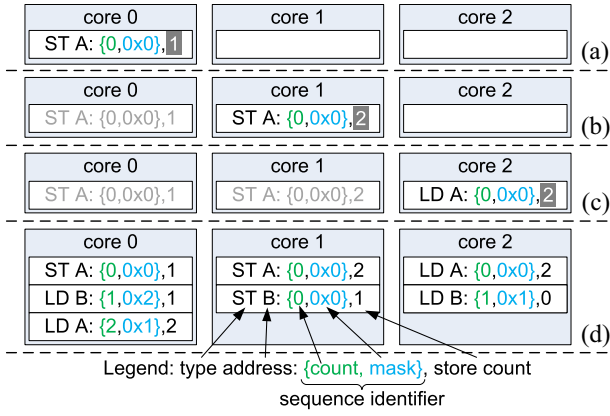 core 0 core 1 core 2
ST A: {0,0x0},1
(a)
core 0 core 1 core 2
ST A: {0,0x0},1 ST A: {0,0x0},2
(b)
core 0 core 1 core 2
ST A: {0,0x0},1 ST A: {0,0x0},2 LD A: {0,0x0},2
(c)
core 0 core 1 core 2
ST A: {0,0x0},1 ST A: {0,0x0},2 LD A: {0,0x0},2
LD B: {1,0x2},1 ST B: {0,0x0},1 LD B: {1,0x1},0
LD A: {2,0x1},2
(d)
Legend: type address: {count, mask}, store count
sequence identifier